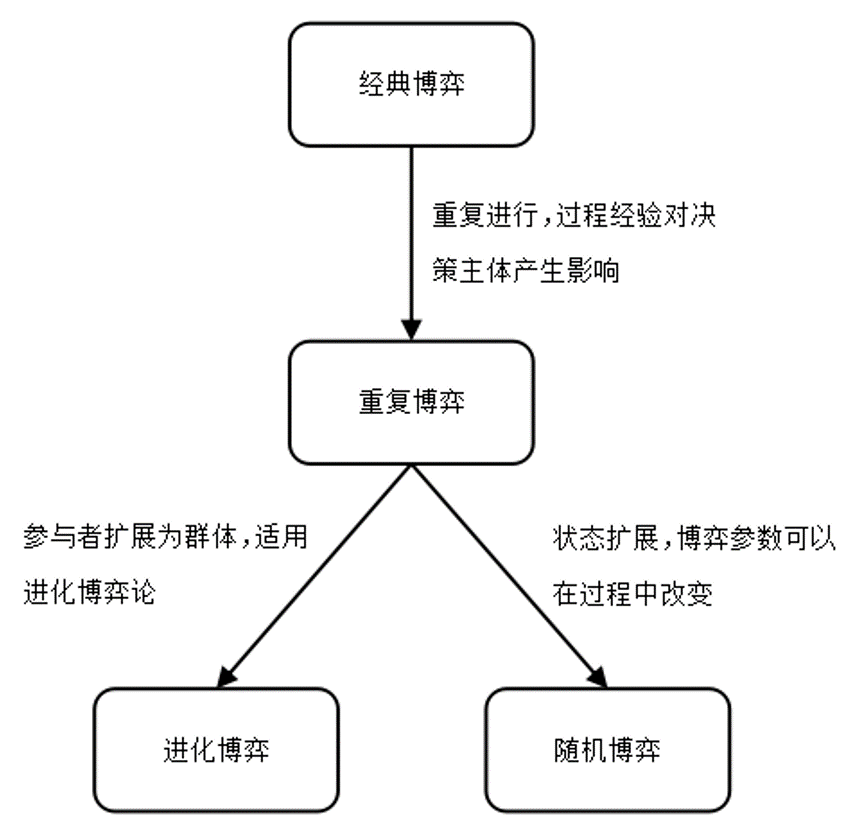 经典博弈
重复进行,过程经验对决
策主体产生影响
重复博弈
参与者扩展为群体,适用
进化博弈论
状态扩展,博弈参数可以
在过程中改变
进化博弈
随机博弈